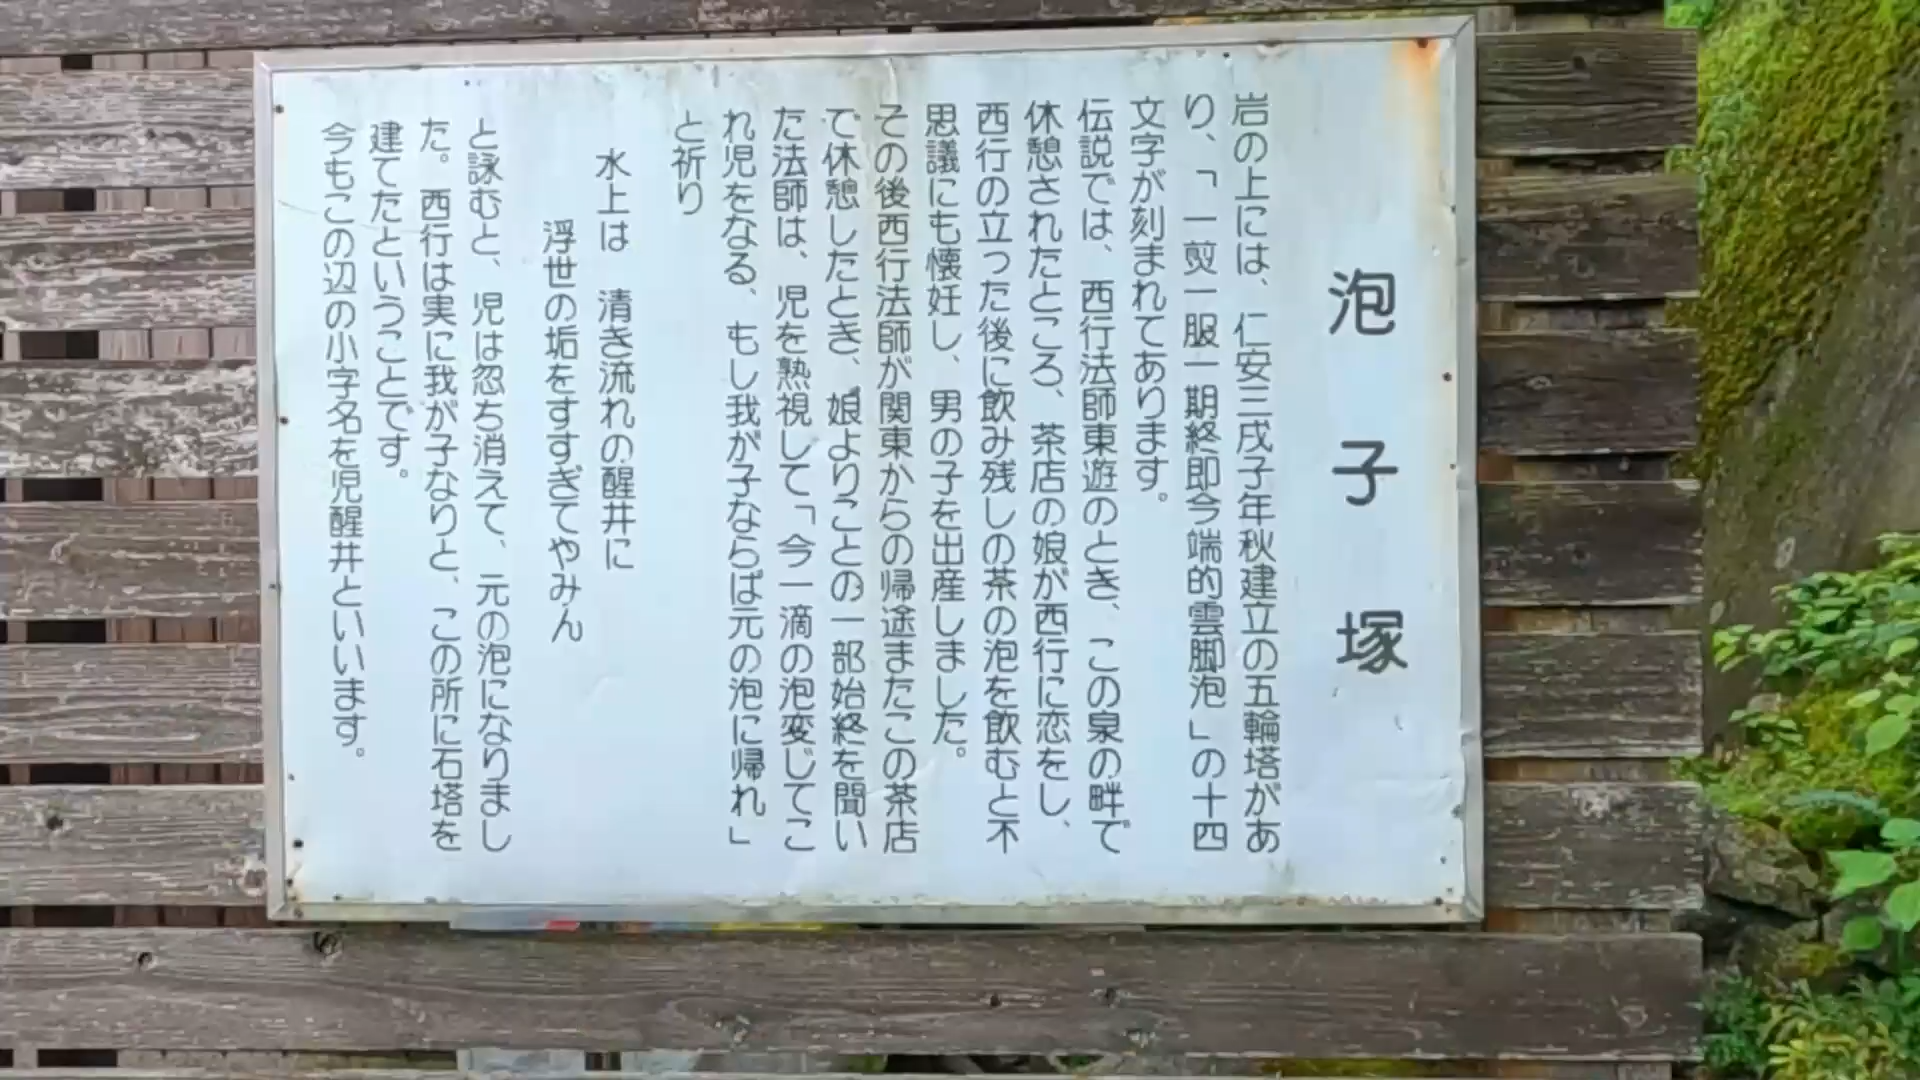 泡子塚
岩の上には、仁安三戌子年秋建立の五輪塔があ
り、「一煎一服一期終即今端的雲脚泡」の十四
文字が刻まれてあります。
伝説では、西行法師東遊のとき、この泉の畔で
休憩されたところ、茶店の娘が西行に恋をし、
西行の立った後に飲み残しの茶の泡を飲むと不
思議にも懐妊し、男の子を出産しました。
その後西行法師が関東からの帰途またこの茶店
で休憩したとき、娘よりことの一部始終を聞い
た法師は、児を熟視して「今一滴の泡変じてこ
れ児をなる、もし我が子ならば元の泡に帰れ」
と祈り
水上は 清き流れの醒井に
浮世の垢をすすぎてやみん
と詠むと、児は忽ち消えて、元の泡になりまし
た。西行は実に我が子なりと、この所に石塔を
建てたということです。
今もこの辺の小字名を児醒井といいます。